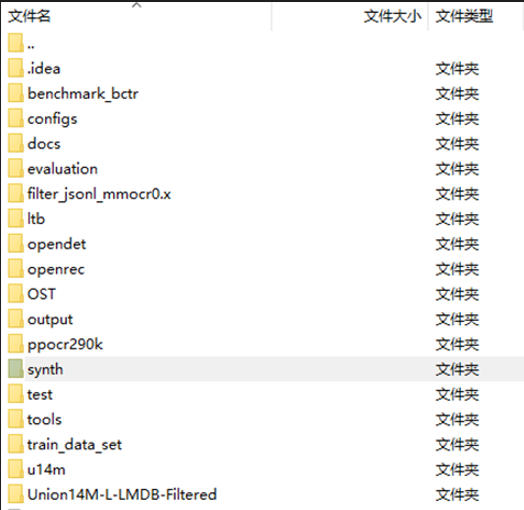 文件名 文件大小 文件类型
..
.idea 文件夹
benchmark_bctr 文件夹
configs 文件夹
docs 文件夹
evaluation 文件夹
filter_jsonl_mmocr0.x 文件夹
ltb 文件夹
opendet 文件夹
openrec 文件夹
OST 文件夹
output 文件夹
ppocr290k 文件夹
synth 文件夹
test 文件夹
tools 文件夹
train_data_set 文件夹
u14m 文件夹
Union14M-L-LMDB-Filtered 文件夹